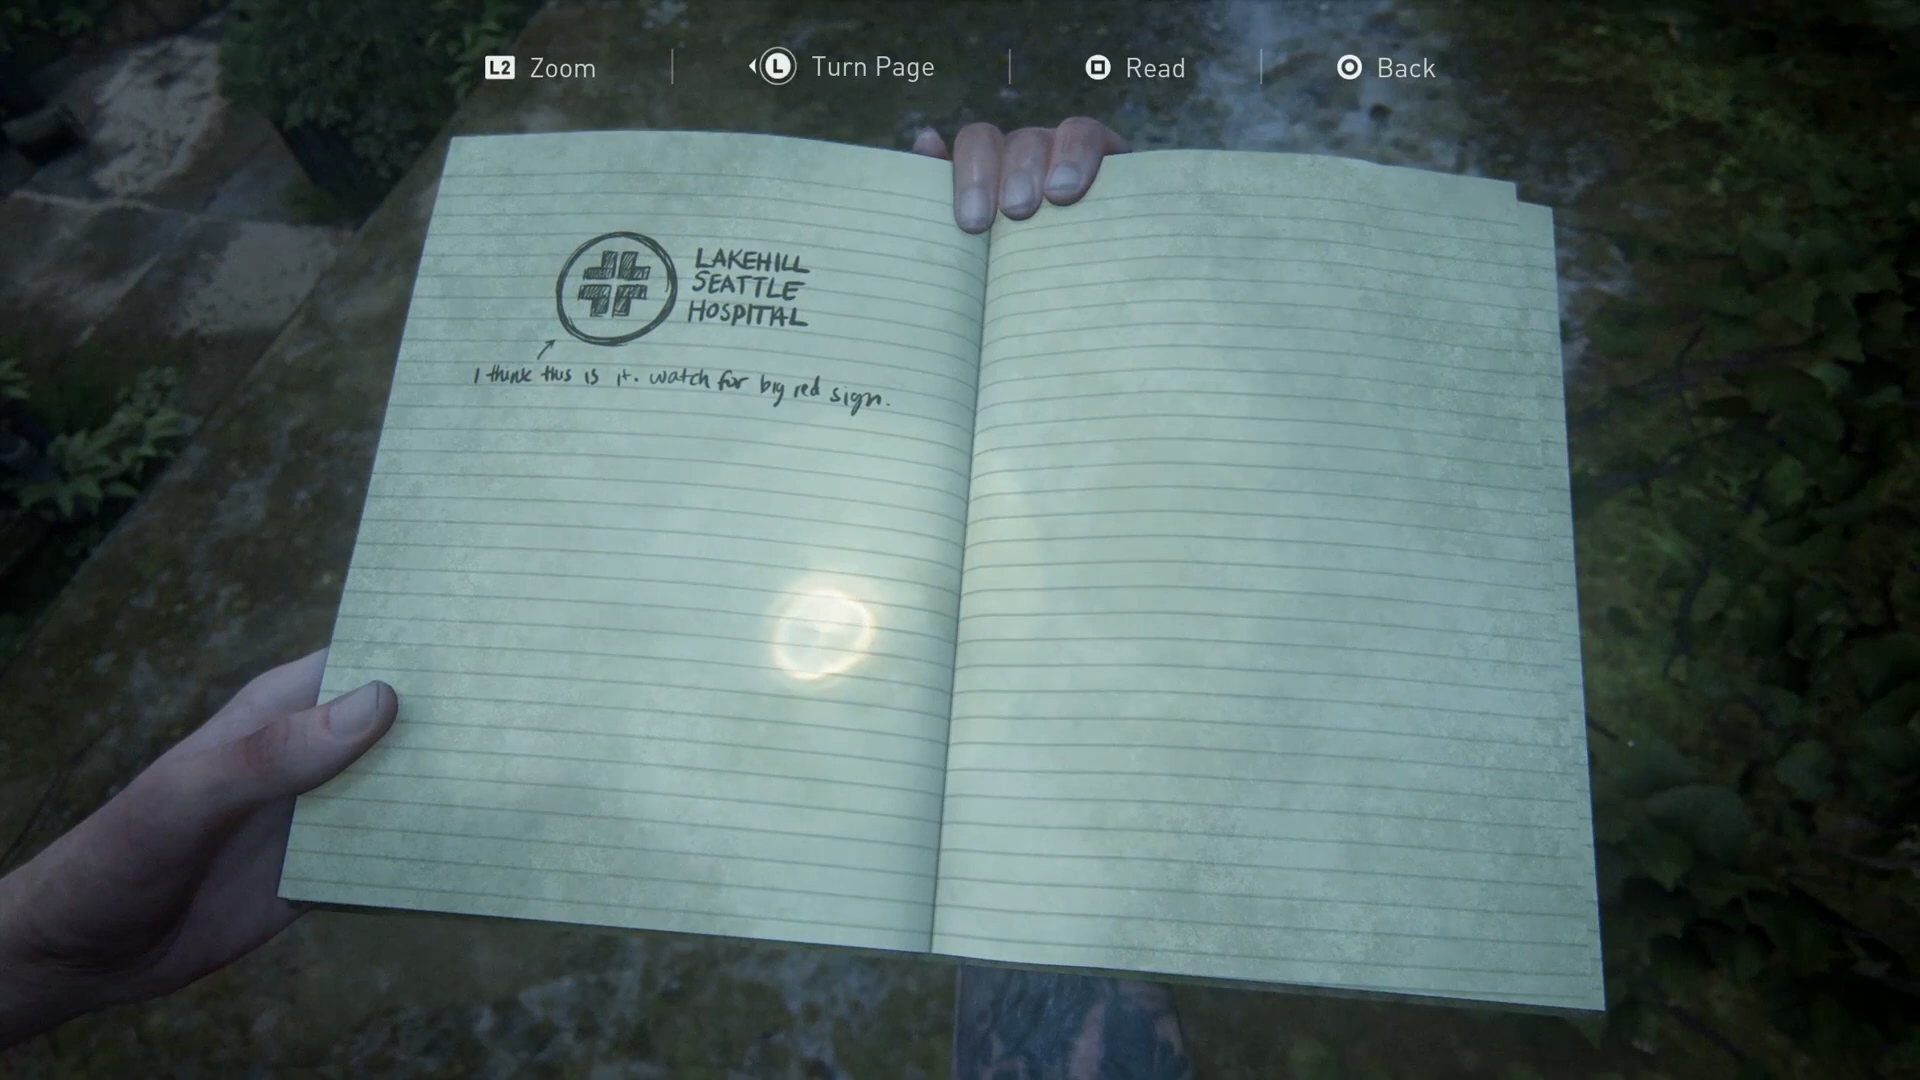 L2 Zoom
L Turn Page
Read
Back
LAKEHILL
SEATTLE
HOSPITAL
I think this is it. watch for big red sign.